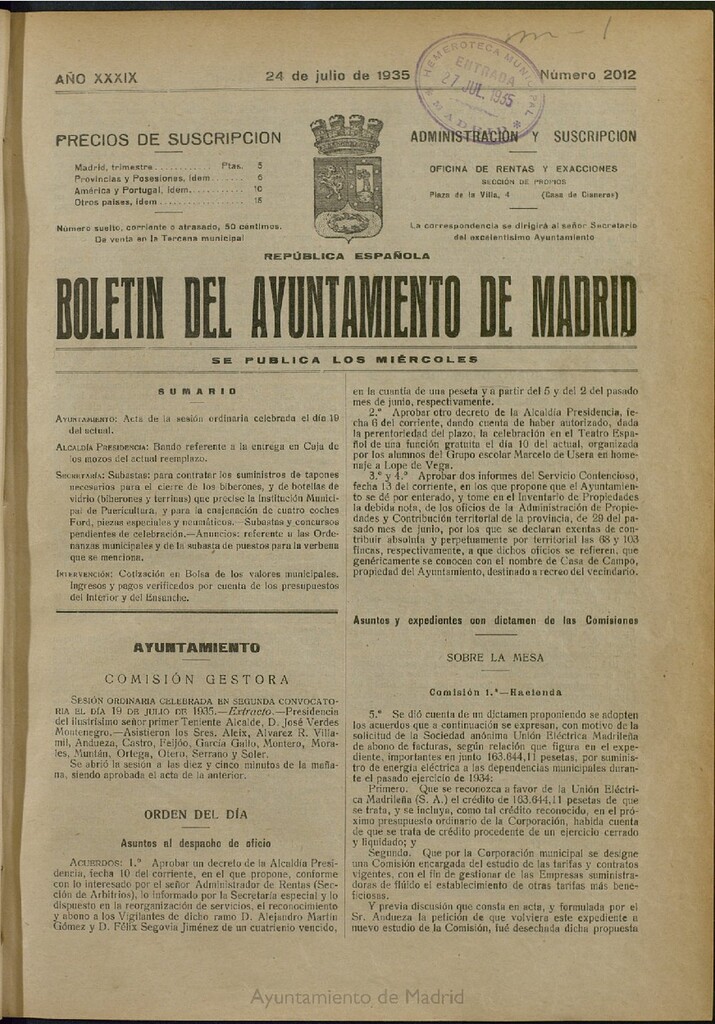 AÑO XXXIX
24 de julio de 1935
Número 2012
HEMEROTECA MUNICIPAL
ENTRADA
27 JUL. 1935
MADRID
PRECIOS DE SUSCRIPCION
Madrid, trimestre............ Ptas. 5
Provincias y Posesiones, ídem....... 6
América y Portugal, ídem............ 10
Otros países, ídem.................. 15
Número suelto, corriente o atrasado, 50 céntimos.
De venta en la Tercena municipal
ADMINISTRACIÓN Y SUSCRIPCION
OFICINA DE RENTAS Y EXACCIONES
SECCIÓN DE PROPIOS
Plaza de la Villa, 4 (Casa de Cisneros)
La correspondencia se dirigirá al señor Secretario
del excelentísimo Ayuntamiento
REPÚBLICA ESPAÑOLA
BOLETIN DEL AYUNTAMIENTO DE MADRID
SE PUBLICA LOS MIÉRCOLES
SUMARIO
AYUNTAMIENTO: Acta de la sesión ordinaria celebrada el día 19
del actual.
ALCALDÍA PRESIDENCIA: Bando referente a la entrega en Caja de
los mozos del actual reemplazo.
SECRETARÍA: Subastas: para contratar los suministros de tapones
necesarios para el cierre de los biberones, y de botellas de
vidrio (biberones y terrinas) que precise la Institución Munici-
pal de Puericultura, y para la enajenación de cuatro coches
Ford, piezas especiales y neumáticos.—Subastas y concursos
pendientes de celebración.—Anuncios: referente a las Orde-
nanzas municipales y de la subasta de puestos para la verbena
que se menciona.
INTERVENCIÓN: Cotización en Bolsa de los valores municipales.
Ingresos y pagos verificados por cuenta de los presupuestos
del Interior y del Ensanche.
AYUNTAMIENTO
COMISIÓN GESTORA
SESIÓN ORDINARIA CELEBRADA EN SEGUNDA CONVOCATO-
RIA EL DÍA 19 DE JULIO DE 1935.—Extracto.—Presidencia
del ilustrísimo señor primer Teniente Alcalde, D. José Verdes
Montenegro.—Asistieron los Sres. Aleix, Alvarez R. Villa-
mil, Andueza, Castro, Feijóo, García Gallo, Montero, Mora-
les, Muntán, Ortega, Otero, Serrano y Soler.
Se abrió la sesión a las diez y cinco minutos de la maña-
na, siendo aprobada el acta de la anterior.
ORDEN DEL DÍA
Asuntos al despacho de oficio
ACUERDOS: 1.º Aprobar un decreto de la Alcaldía Presi-
dencia, fecha 10 del corriente, en el que propone, conforme
con lo interesado por el señor Administrador de Rentas (Sec-
ción de Arbitrios), lo informado por la Secretaría especial y lo
dispuesto en la reorganización de servicios, el reconocimiento
y abono a los Vigilantes de dicho ramo D. Alejandro Martín
Gómez y D. Félix Segovia Jiménez de un cuatrienio vencido,
en la cuantía de una peseta y a partir del 5 y del 2 del pasado
mes de junio, respectivamente.
2.º Aprobar otro decreto de la Alcaldía Presidencia, fe-
cha 6 del corriente, dando cuenta de haber autorizado, dada
la perentoriedad del plazo, la celebración en el Teatro Espa-
ñol de una función gratuita el día 10 del actual, organizada
por los alumnos del Grupo escolar Marcelo de Usera en home-
naje a Lope de Vega.
3.º y 4.º Aprobar dos informes del Servicio Contencioso,
fecha 13 del corriente, en los que propone que el Ayuntamien-
to se dé por enterado, y tome en el Inventario de Propiedades
la debida nota, de los oficios de la Administración de Propie-
dades y Contribución territorial de la provincia, de 29 del pa-
sado mes de junio, por los que se declaran exentas de con-
tribuir absoluta y perpetuamente por territorial las 68 y 103
fincas, respectivamente, a que dichos oficios se refieren, que
genéricamente se conocen con el nombre de Casa de Campo,
propiedad del Ayuntamiento, destinado a recreo del vecindario.
Asuntos y expedientes con dictamen de las Comisiones
SOBRE LA MESA
Comisión 1.ª—Hacienda
5.º Se dió cuenta de un dictamen proponiendo se adopten
los acuerdos que a continuación se expresan, con motivo de la
solicitud de la Sociedad anónima Unión Eléctrica Madrileña
de abono de facturas, según relación que figura en el expe-
diente, importantes en junto 163.644,11 pesetas, por suminis-
tro de energía eléctrica a las dependencias municipales duran-
te el pasado ejercicio de 1934:
Primero. Que se reconozca a favor de la Unión Eléctri-
ca Madrileña (S. A.) el crédito de 163.644,11 pesetas de que
se trata, y se incluya, como tal crédito reconocido, en el pró-
ximo presupuesto ordinario de la Corporación, habida cuenta
de que se trata de crédito procedente de un ejercicio cerrado
y liquidado; y
Segundo. Que por la Corporación municipal se designe
una Comisión encargada del estudio de las tarifas y contratos
vigentes, con el fin de gestionar de las Empresas suministra-
doras de flúido el establecimiento de otras tarifas más bene-
ficiosas.
Y previa discusión que consta en acta, y formulada por el
Sr. Andueza la petición de que volviera este expediente a
nuevo estudio de la Comisión, fué desechada dicha propuesta
Ayuntamiento de Madrid